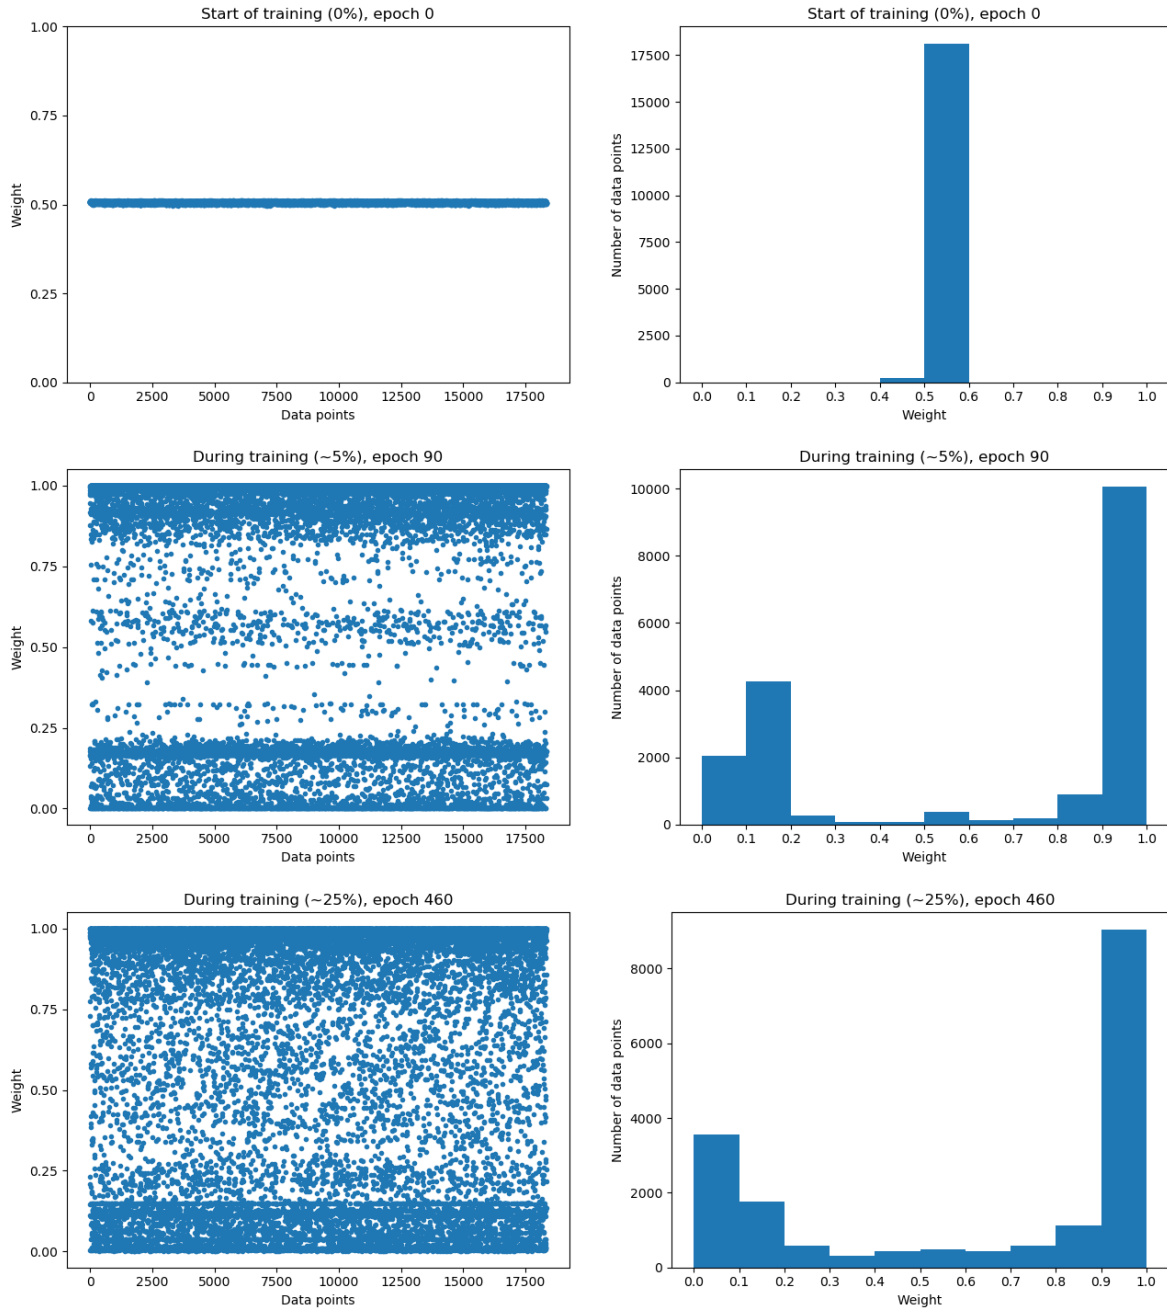 Start of training (0%), epoch 0
1.00
0.75
0.50
0.25
0.00
Weight
0 2500 5000 7500 10000 12500 15000 17500
Data points
Start of training (0%), epoch 0
17500
15000
12500
10000
7500
5000
2500
0
Number of data points
0.0 0.1 0.2 0.3 0.4 0.5 0.6 0.7 0.8 0.9 1.0
Weight
During training (~5%), epoch 90
1.00
0.75
0.50
0.25
0.00
Weight
0 2500 5000 7500 10000 12500 15000 17500
Data points
During training (~5%), epoch 90
10000
8000
6000
4000
2000
0
Number of data points
0.0 0.1 0.2 0.3 0.4 0.5 0.6 0.7 0.8 0.9 1.0
Weight
During training (~25%), epoch 460
1.00
0.75
0.50
0.25
0.00
Weight
0 2500 5000 7500 10000 12500 15000 17500
Data points
During training (~25%), epoch 460
8000
6000
4000
2000
0
Number of data points
0.0 0.1 0.2 0.3 0.4 0.5 0.6 0.7 0.8 0.9 1.0
Weight